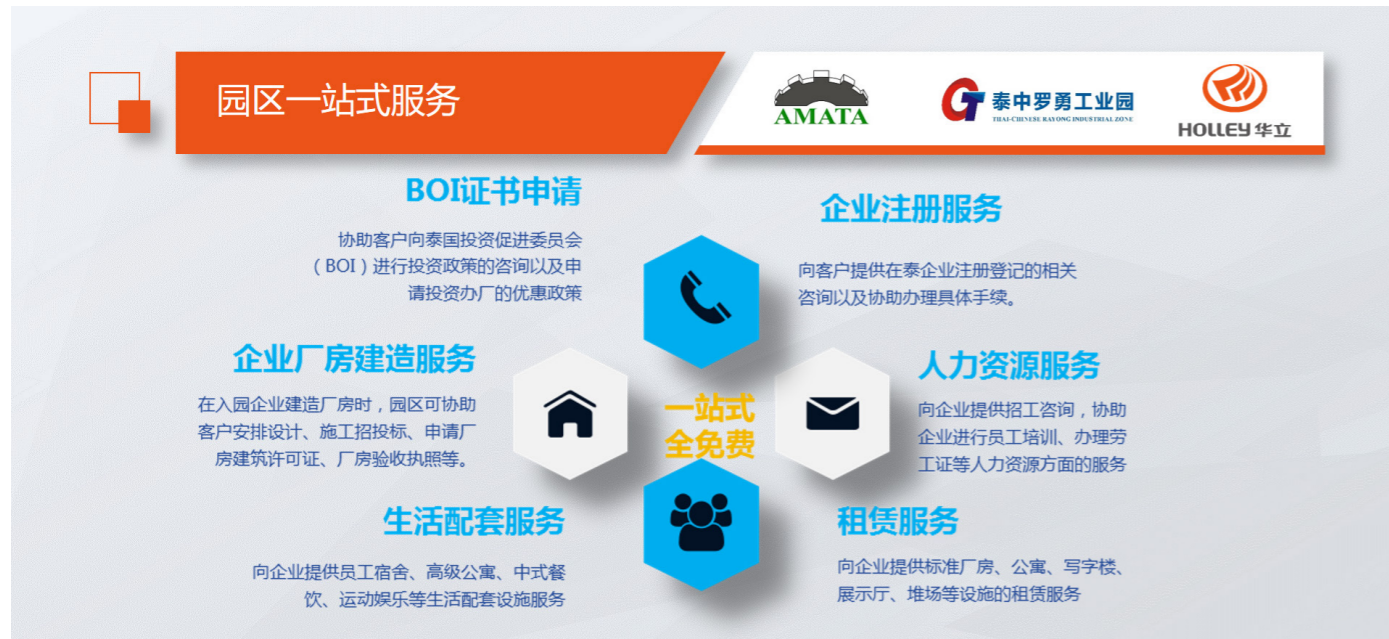 园区一站式服务
AMATA
泰中罗勇工业园
THAI-CHINESE RAYONG INDUSTRIAL ZONE
HOLLEY 华立
BOI证书申请
协助客户向泰国投资促进委员会
（BOI）进行投资政策的咨询以及申
请投资办厂的优惠政策
企业注册服务
向客户提供在泰企业注册登记的相关
咨询以及协助办理具体手续。
企业厂房建造服务
在入园企业建造厂房时，园区可协助
客户安排设计、施工招投标、申请厂
房建筑许可证、厂房验收执照等。
一站式
全免费
人力资源服务
向企业提供招工咨询，协助
企业进行员工培训、办理劳
工证等人力资源方面的服务
生活配套服务
向企业提供员工宿舍、高级公寓、中式餐
饮、运动娱乐等生活配套设施服务
租赁服务
向企业提供标准厂房、公寓、写字楼、
展示厅、堆场等设施的租赁服务